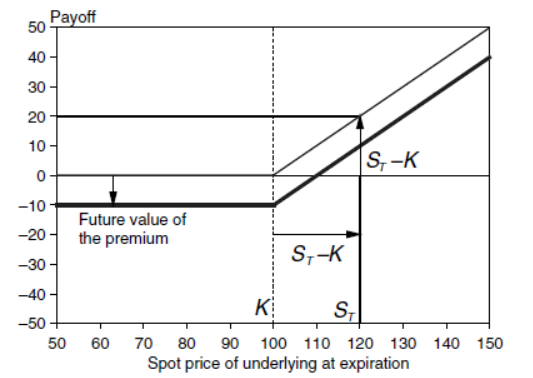 Payoff
50
40
30
20
10
0
–10
–20
–30
–40
–50
S_T–K
Future value of
the premium
S_T–K
K
S_T
50 60 70 80 90 100 110 120 130 140 150
Spot price of underlying at expiration